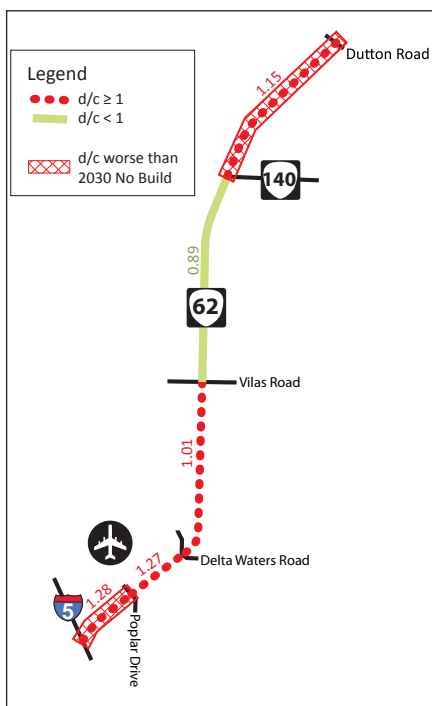 Legend
d/c ≥ 1
d/c < 1
d/c worse than
2030 No Build
Dutton Road
1.15
140
0.89
62
Vilas Road
1.01
Delta Waters Road
1.27
1.28
5
Poplar Drive